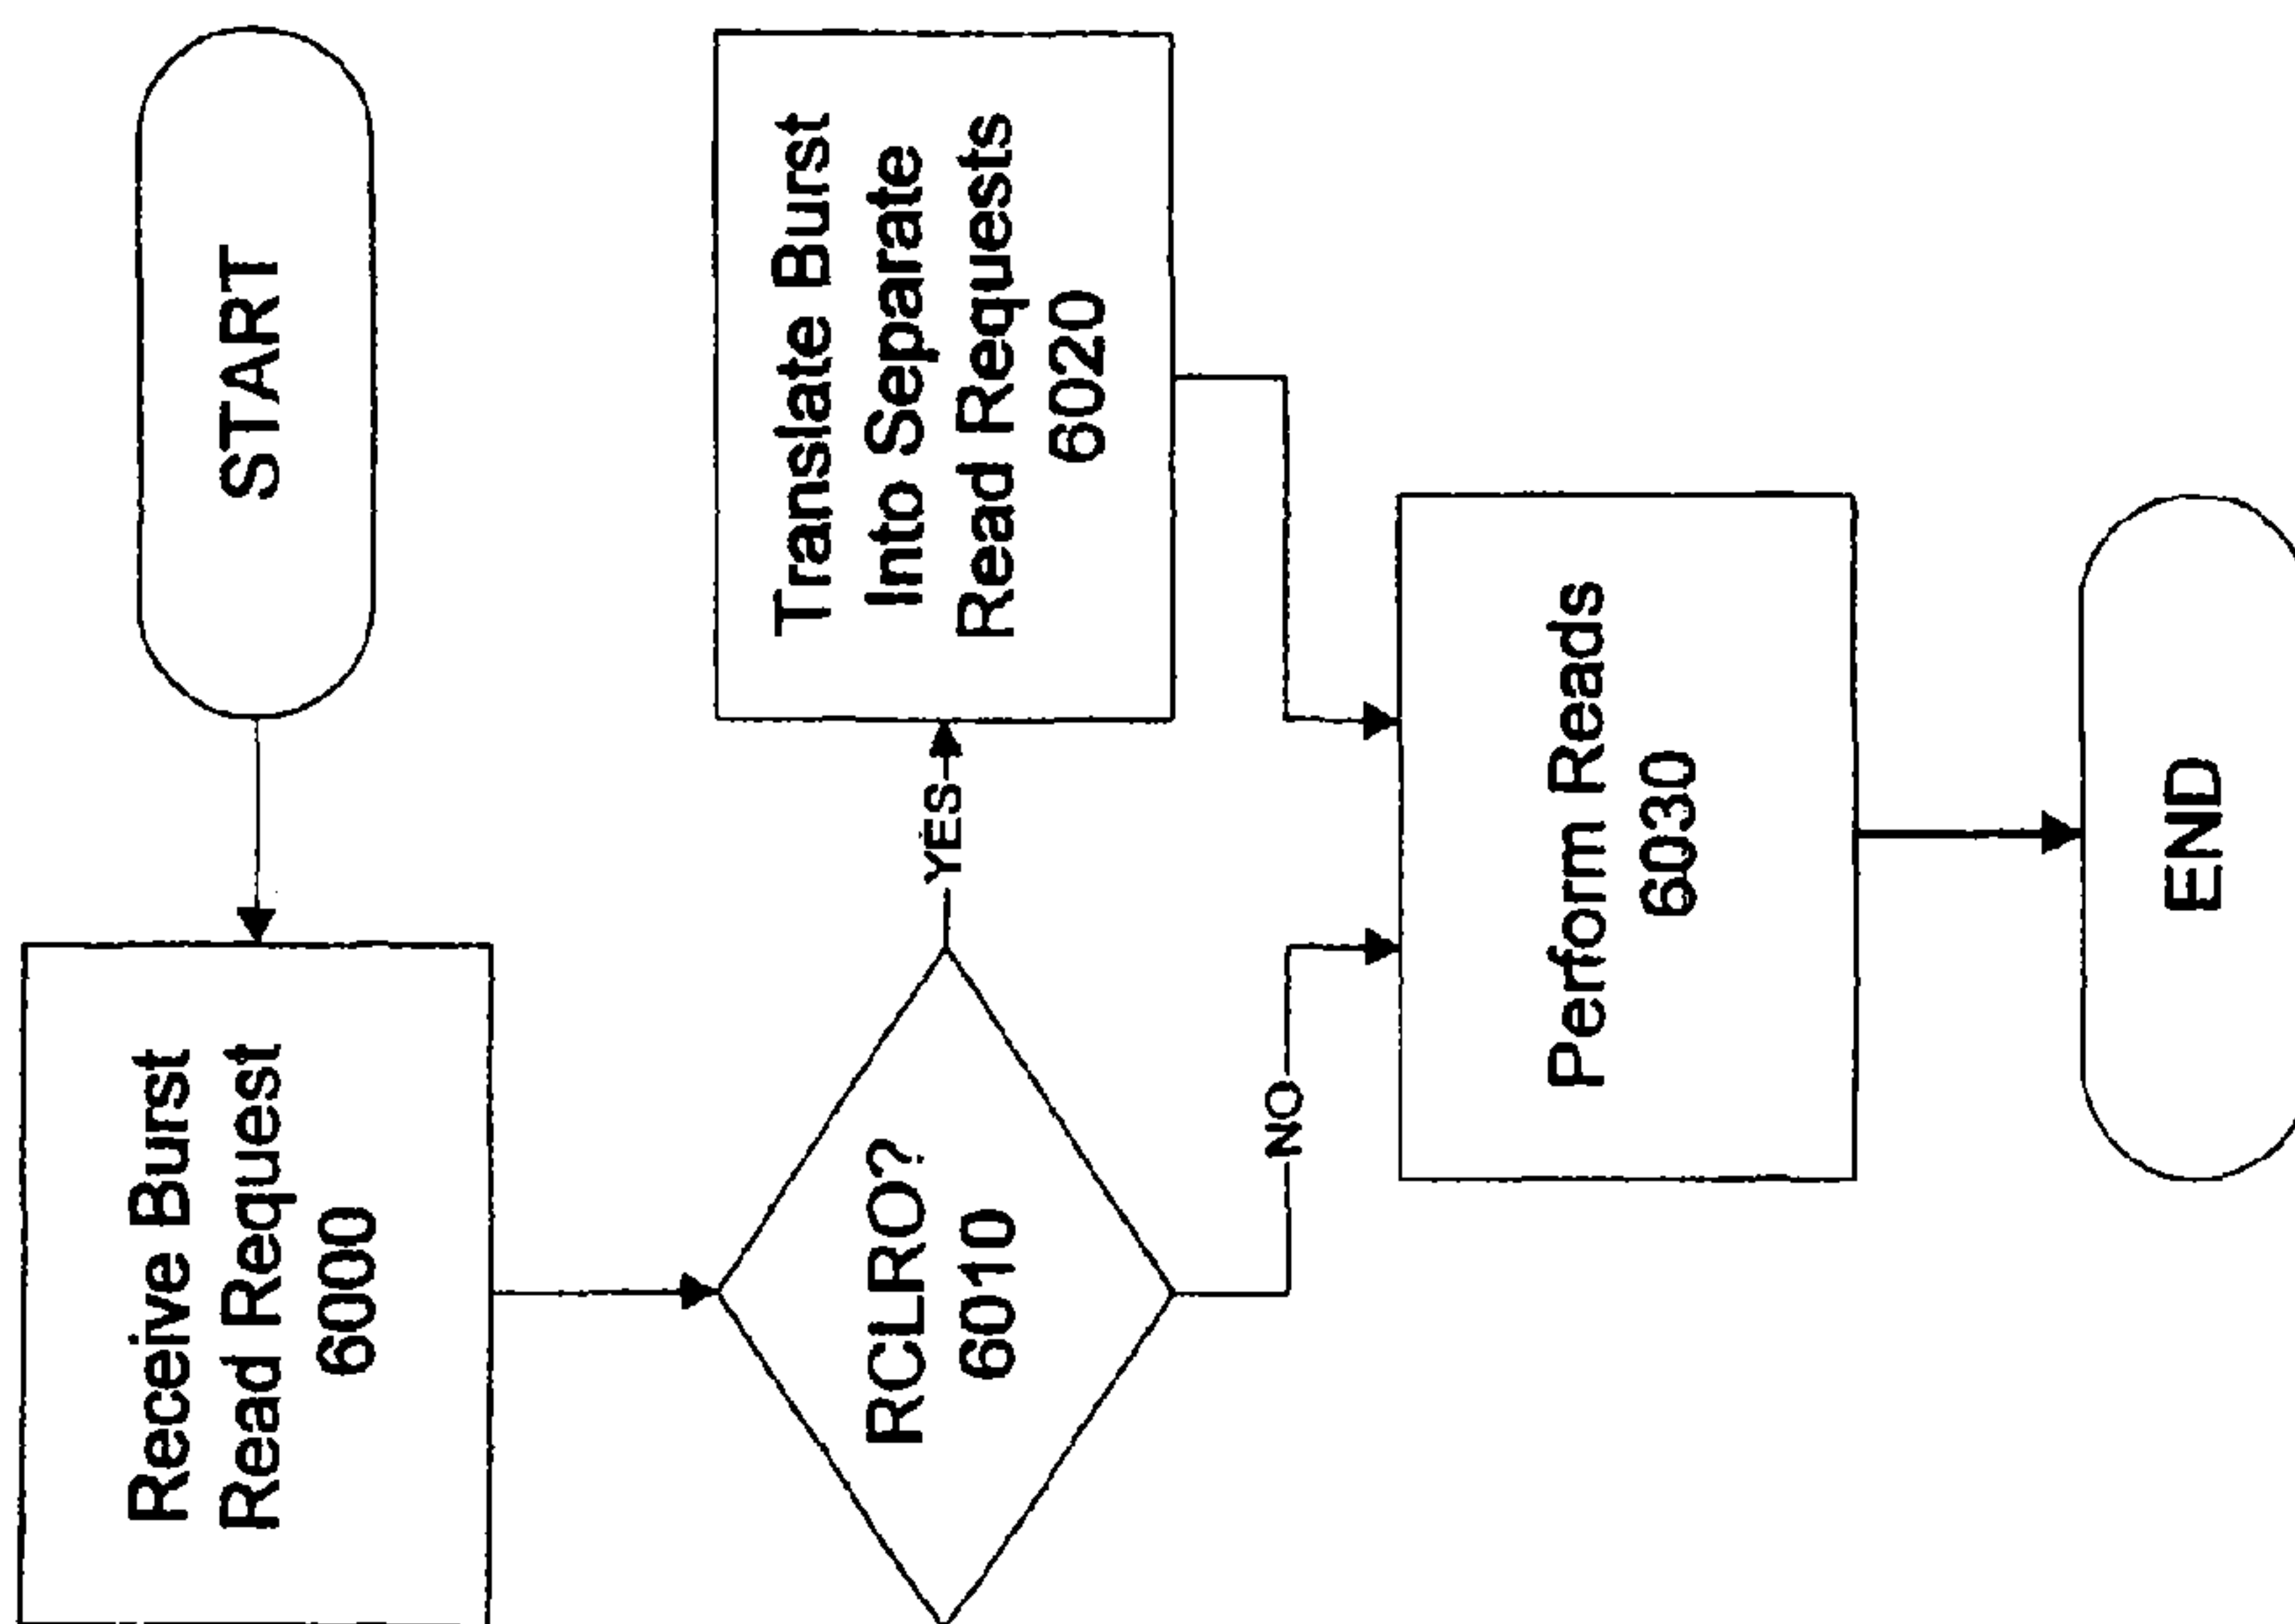 START
Receive Burst
Read Request
6000
RCLRO?
6010
YES
Translate Burst
Into Separate
Read Requests
6020
NO
Perform Reads
6030
END